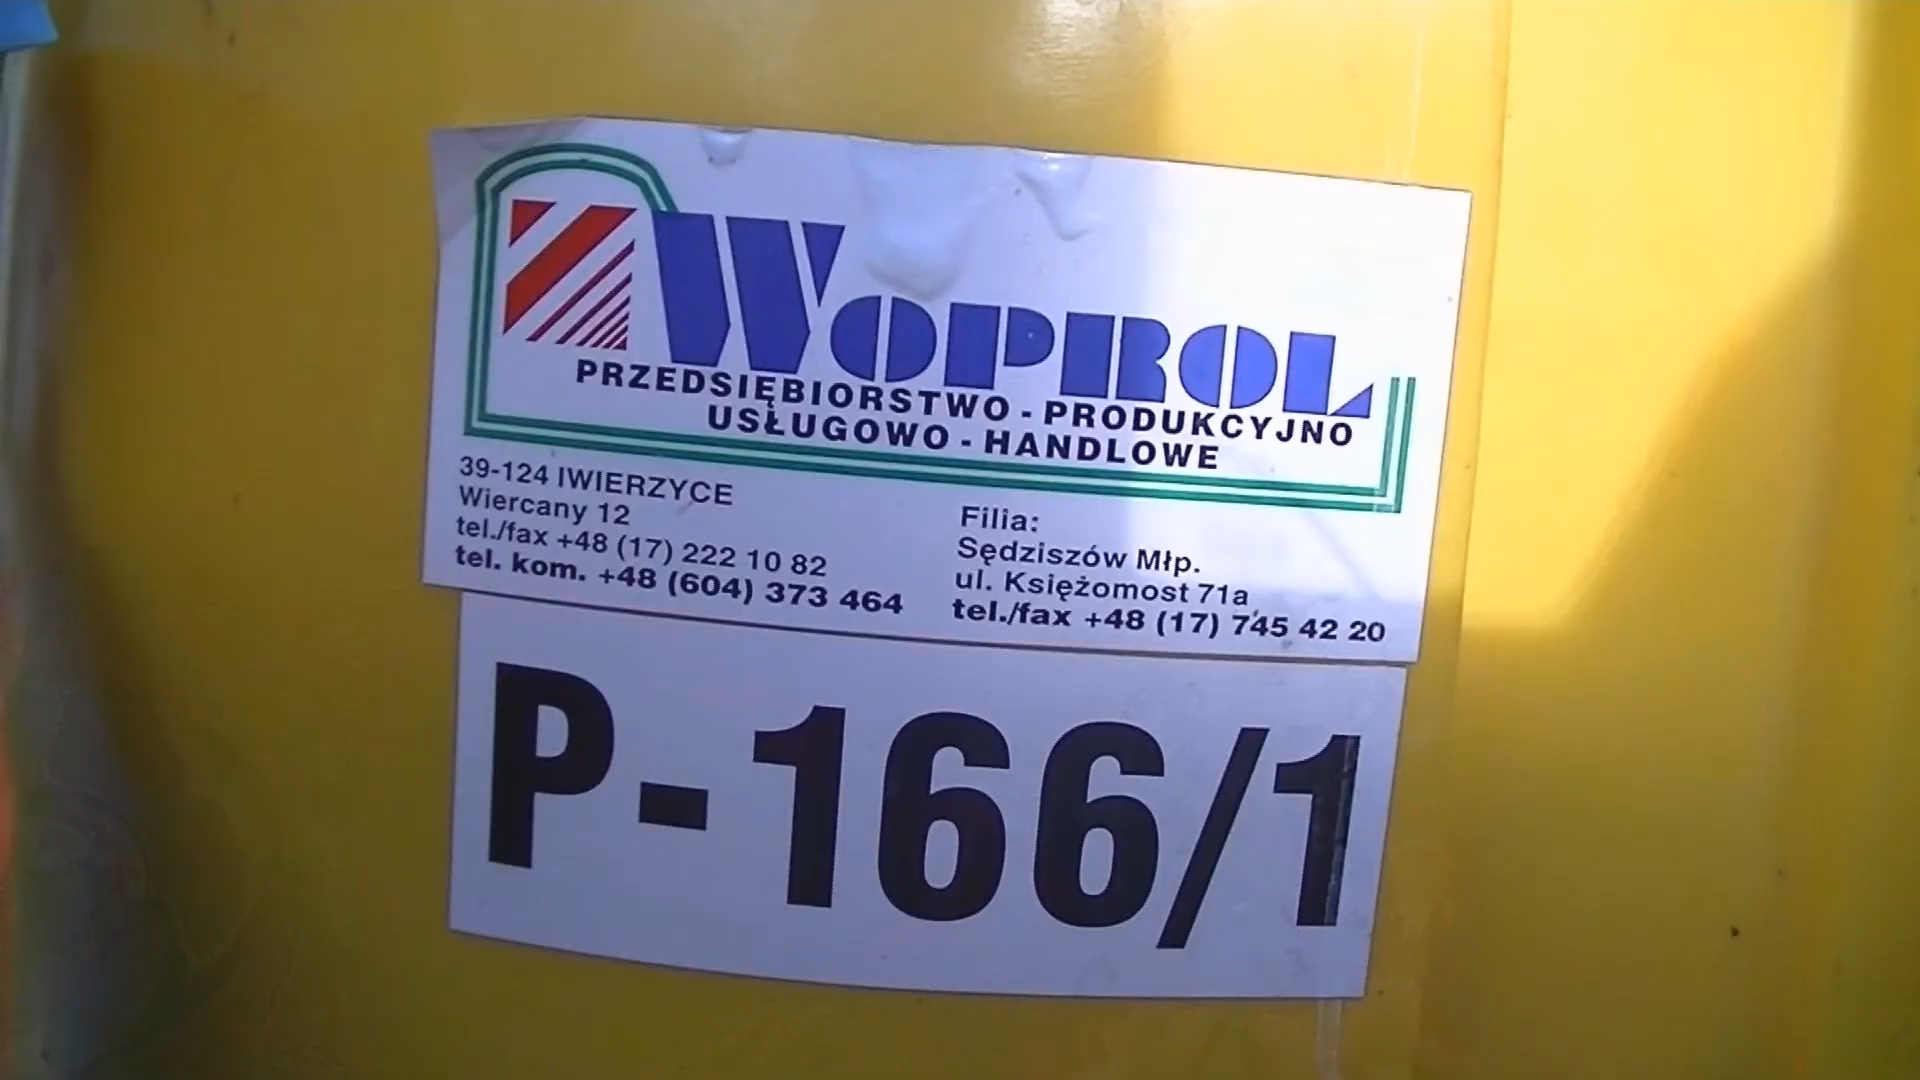 WOPROL
PRZEDSIĘBIORSTWO - PRODUKCYJNO
USŁUGOWO - HANDLOWE
39-124 IWIERZYCE
Wiercany 12
tel./fax +48 (17) 222 10 82
tel. kom. +48 (604) 373 464
Filia:
Sędziszów Młp.
ul. Księżomost 71a
tel./fax +48 (17) 745 42 20
P-166/1